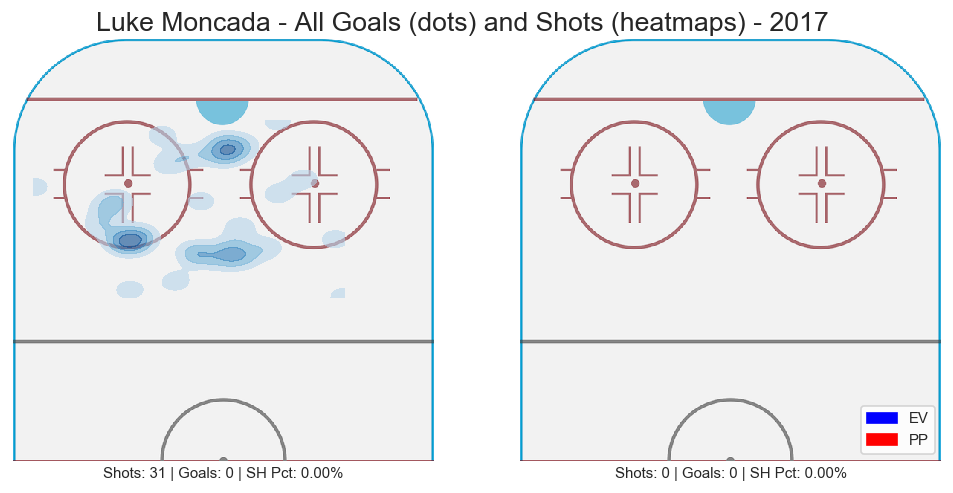 Luke Moncada - All Goals (dots) and Shots (heatmaps) - 2017
EV
PP
Shots: 31 | Goals: 0 | SH Pct: 0.00%
Shots: 0 | Goals: 0 | SH Pct: 0.00%